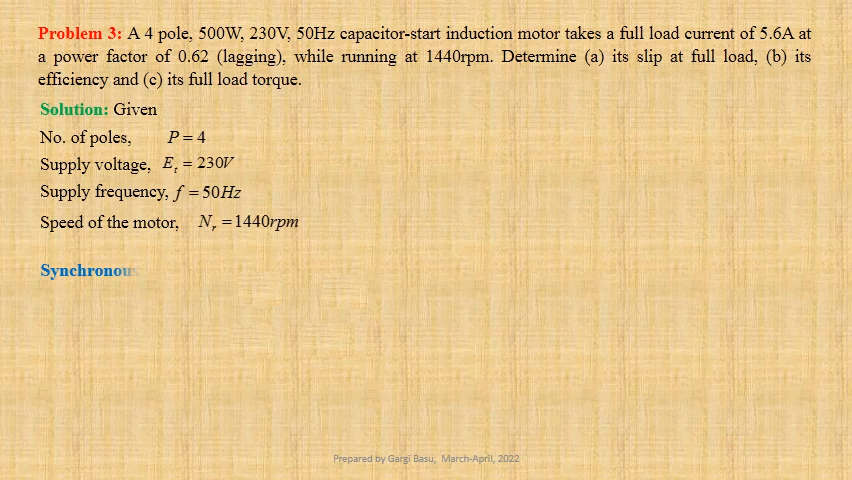 Problem 3: A 4 pole, 500W, 230V, 50Hz capacitor-start induction motor takes a full load current of 5.6A at
a power factor of 0.62 (lagging), while running at 1440rpm. Determine (a) its slip at full load, (b) its
efficiency and (c) its full load torque.
Solution: Given
No. of poles, P = 4
Supply voltage, E_t = 230V
Supply frequency, f = 50Hz
Speed of the motor, N_r = 1440rpm
Synchronous
Prepared by Gargi Basu, March-April, 2022